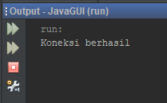 Output - JavaGUI (run)
run:
Koneksi berhasil